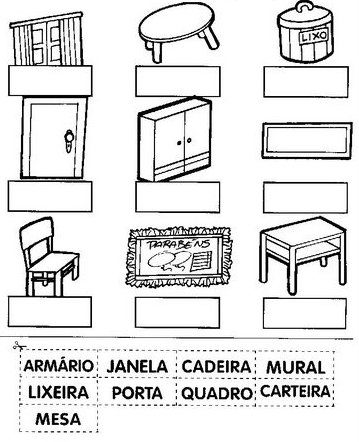 LIXO
PARABÉNS
ARMÁRIO JANELA CADEIRA MURAL
LIXEIRA PORTA QUADRO CARTEIRA
MESA